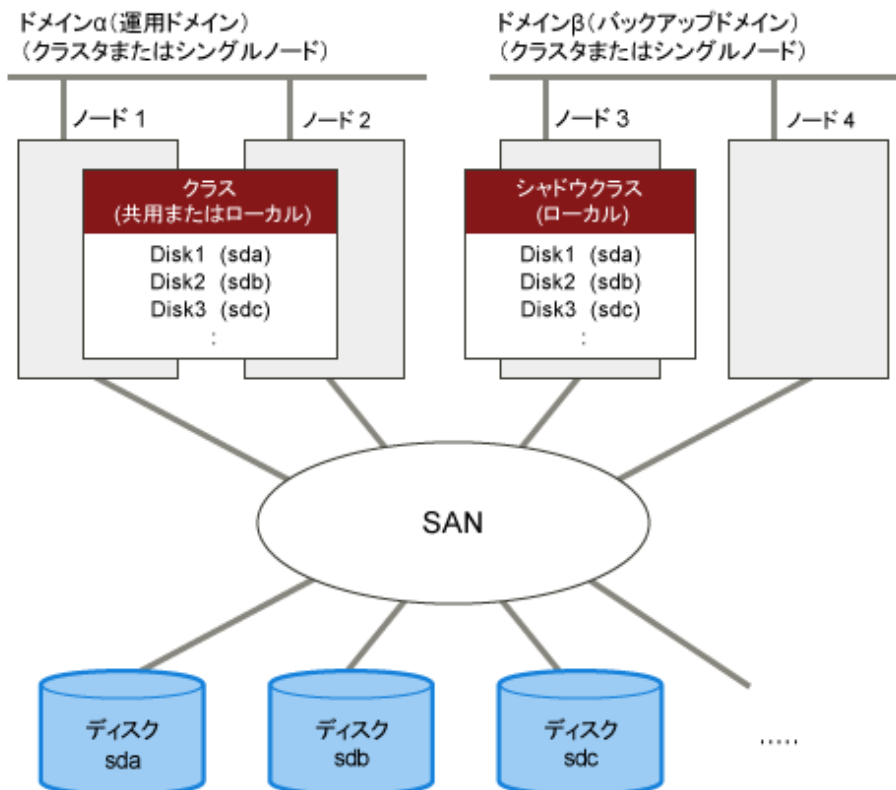 ドメインα(運用ドメイン)
(クラスタまたはシングルノード)
ドメインβ(バックアップドメイン)
(クラスタまたはシングルノード)
ノード 1
ノード 2
ノード 3
ノード 4
クラス
(共用またはローカル)
Disk1 (sda)
Disk2 (sdb)
Disk3 (sdc)
:
シャドウクラス
(ローカル)
Disk1 (sda)
Disk2 (sdb)
Disk3 (sdc)
:
SAN
ディスク
sda
ディスク
sdb
ディスク
sdc
.....